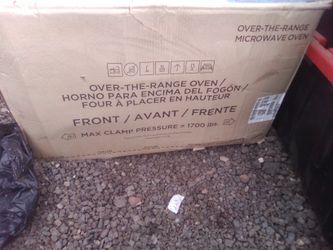 OVER-THE-RANGE
MICROWAVE OVEN
OVER-THE-RANGE OVEN /
HORNO PARA ENCIMA DEL FOGÓN /
FOUR À PLACER EN HAUTEUR
FRONT / AVANT / FRENTE
MAX CLAMP PRESSURE = 1700 lbs.